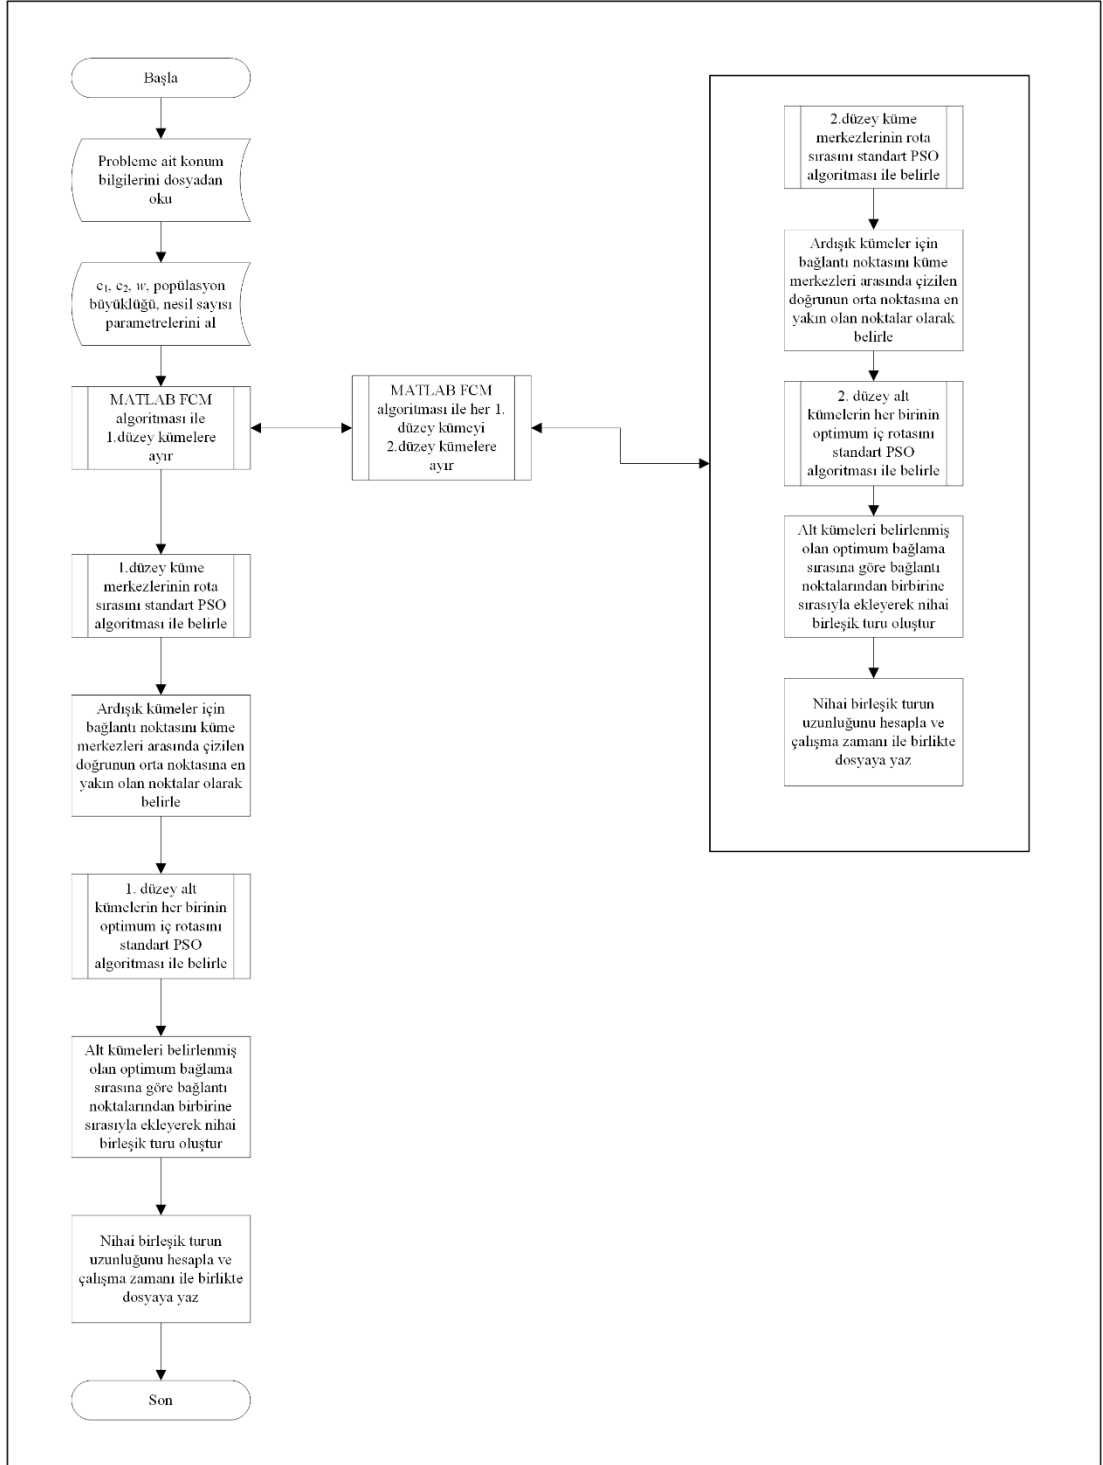 Başla
Probleme ait konum
bilgilerini dosyadan
oku
c₁, c₂, w, popülasyon
büyüklüğü, nesil sayısı
parametrelerini al
MATLAB FCM
algoritması ile
1.düzey kümelere
ayır
1.düzey küme
merkezlerinin rota
sırasını standart PSO
algoritması ile belirle
Ardışık kümeler için
bağlantı noktasını küme
merkezleri arasında çizilen
doğrunun orta noktasına en
yakın olan noktalar olarak
belirle
1. düzey alt
kümelerin her birinin
optimum iç rotasını
standart PSO
algoritması ile belirle
Alt kümeleri belirlenmiş
olan optimum bağlama
sırasına göre bağlantı
noktalarından birbirine
sırasıyla ekleyerek nihai
birleşik turu oluştur
Nihai birleşik turun
uzunluğunu hesapla ve
çalışma zamanı ile birlikte
dosyaya yaz
Son
MATLAB FCM
algoritması ile her 1.
düzey kümeyi
2.düzey kümelere
ayır
2.düzey küme
merkezlerinin rota
sırasını standart PSO
algoritması ile belirle
Ardışık kümeler için
bağlantı noktasını küme
merkezleri arasında çizilen
doğrunun orta noktasına en
yakın olan noktalar olarak
belirle
2. düzey alt
kümelerin her birinin
optimum iç rotasını
standart PSO
algoritması ile belirle
Alt kümeleri belirlenmiş
olan optimum bağlama
sırasına göre bağlantı
noktalarından birbirine
sırasıyla ekleyerek nihai
birleşik turu oluştur
Nihai birleşik turun
uzunluğunu hesapla ve
çalışma zamanı ile birlikte
dosyaya yaz